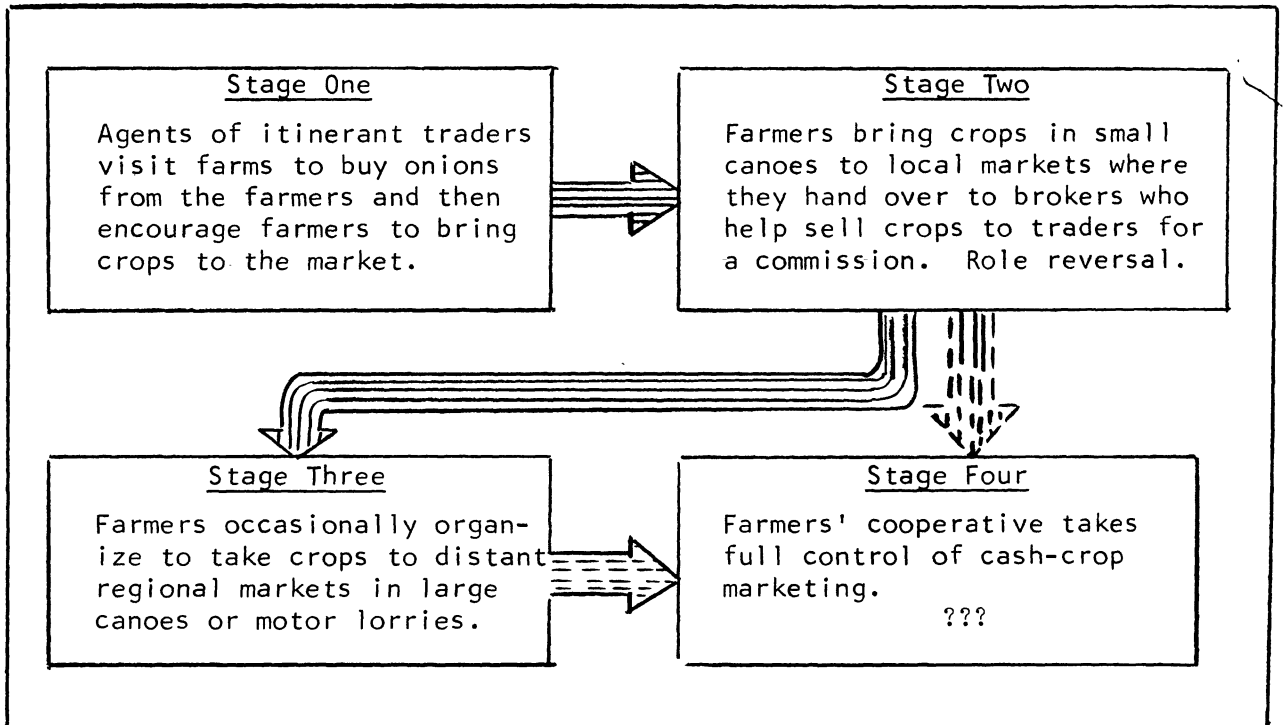 Stage One
Agents of itinerant traders
visit farms to buy onions
from the farmers and then
encourage farmers to bring
crops to the market.
Stage Two
Farmers bring crops in small
canoes to local markets where
they hand over to brokers who
help sell crops to traders for
a commission. Role reversal.
Stage Three
Farmers occasionally organ-
ize to take crops to distant
regional markets in large
canoes or motor lorries.
Stage Four
Farmers' cooperative takes
full control of cash-crop
marketing.
???